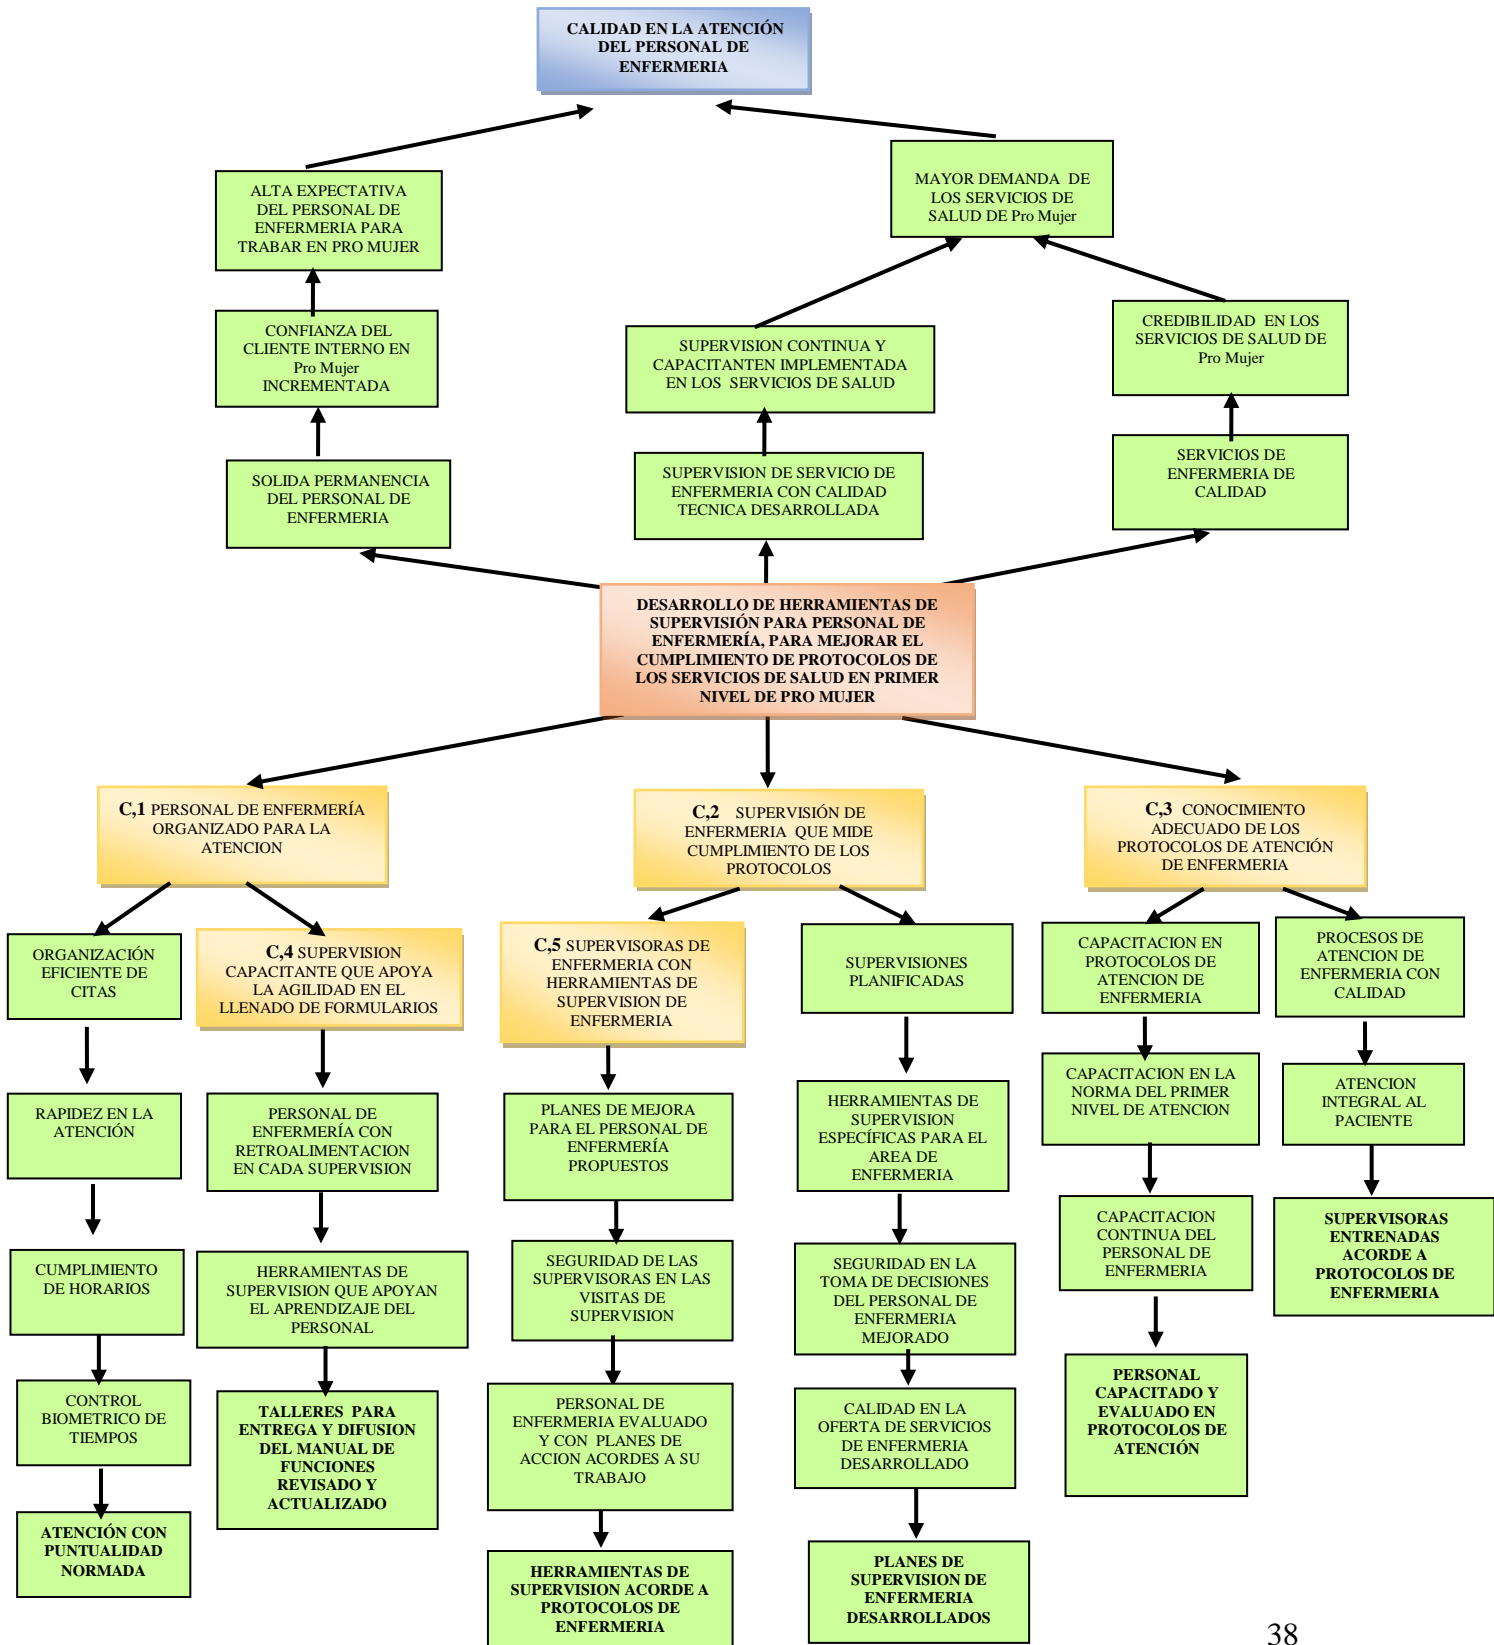 CALIDAD EN LA ATENCIÓN
DEL PERSONAL DE
ENFERMERIA
ALTA EXPECTATIVA
DEL PERSONAL DE
ENFERMERIA PARA
TRABAR EN PRO MUJER
MAYOR DEMANDA DE
LOS SERVICIOS DE
SALUD DE Pro Mujer
CONFIANZA DEL
CLIENTE INTERNO EN
Pro Mujer
INCREMENTADA
SUPERVISION CONTINUA Y
CAPACITANTEN IMPLEMENTADA
EN LOS SERVICIOS DE SALUD
CREDIBILIDAD EN LOS
SERVICIOS DE SALUD DE
Pro Mujer
SOLIDA PERMANENCIA
DEL PERSONAL DE
ENFERMERIA
SUPERVISION DE SERVICIO DE
ENFERMERIA CON CALIDAD
TECNICA DESARROLLADA
SERVICIOS DE
ENFERMERIA DE
CALIDAD
DESARROLLO DE HERRAMIENTAS DE
SUPERVISIÓN PARA PERSONAL DE
ENFERMERÍA, PARA MEJORAR EL
CUMPLIMIENTO DE PROTOCOLOS DE
LOS SERVICIOS DE SALUD EN PRIMER
NIVEL DE PRO MUJER
C,1 PERSONAL DE ENFERMERÍA
ORGANIZADO PARA LA
ATENCION
C,2 SUPERVISIÓN DE
ENFERMERIA QUE MIDE
CUMPLIMIENTO DE LOS
PROTOCOLOS
C,3 CONOCIMIENTO
ADECUADO DE LOS
PROTOCOLOS DE ATENCIÓN
DE ENFERMERIA
ORGANIZACIÓN
EFICIENTE DE
CITAS
C,4 SUPERVISION
CAPACITANTE QUE APOYA
LA AGILIDAD EN EL
LLENADO DE FORMULARIOS
C,5 SUPERVISORAS DE
ENFERMERIA CON
HERRAMIENTAS DE
SUPERVISION DE
ENFERMERIA
SUPERVISIONES
PLANIFICADAS
CAPACITACION EN
PROTOCOLOS DE
ATENCION DE
ENFERMERIA
PROCESOS DE
ATENCION DE
ENFERMERIA CON
CALIDAD
RAPIDEZ EN LA
ATENCIÓN
PERSONAL DE
ENFERMERÍA CON
RETROALIMENTACION
EN CADA SUPERVISION
PLANES DE MEJORA
PARA EL PERSONAL DE
ENFERMERÍA
PROPUESTOS
HERRAMIENTAS DE
SUPERVISION
ESPECÍFICAS PARA EL
AREA DE
ENFERMERIA
CAPACITACION EN LA
NORMA DEL PRIMER
NIVEL DE ATENCION
ATENCION
INTEGRAL AL
PACIENTE
CUMPLIMIENTO
DE HORARIOS
HERRAMIENTAS DE
SUPERVISION QUE APOYAN
EL APRENDIZAJE DEL
PERSONAL
SEGURIDAD DE LAS
SUPERVISORAS EN LAS
VISITAS DE
SUPERVISION
SEGURIDAD EN LA
TOMA DE DECISIONES
DEL PERSONAL DE
ENFERMERIA
MEJORADO
CAPACITACION
CONTINUA DEL
PERSONAL DE
ENFERMERIA
SUPERVISORAS
ENTRENADAS
ACORDE A
PROTOCOLOS DE
ENFERMERIA
CONTROL
BIOMETRICO DE
TIEMPOS
TALLERES PARA
ENTREGA Y DIFUSION
DEL MANUAL DE
FUNCIONES
REVISADO Y
ACTUALIZADO
PERSONAL DE
ENFERMERIA EVALUADO
Y CON PLANES DE
ACCION ACORDES A SU
TRABAJO
CALIDAD EN LA
OFERTA DE SERVICIOS
DE ENFERMERIA
DESARROLLADO
PERSONAL
CAPACITADO Y
EVALUADO EN
PROTOCOLOS DE
ATENCIÓN
ATENCIÓN CON
PUNTUALIDAD
NORMADA
HERRAMIENTAS DE
SUPERVISION ACORDE A
PROTOCOLOS DE
ENFERMERIA
PLANES DE
SUPERVISION DE
ENFERMERIA
DESARROLLADOS
38